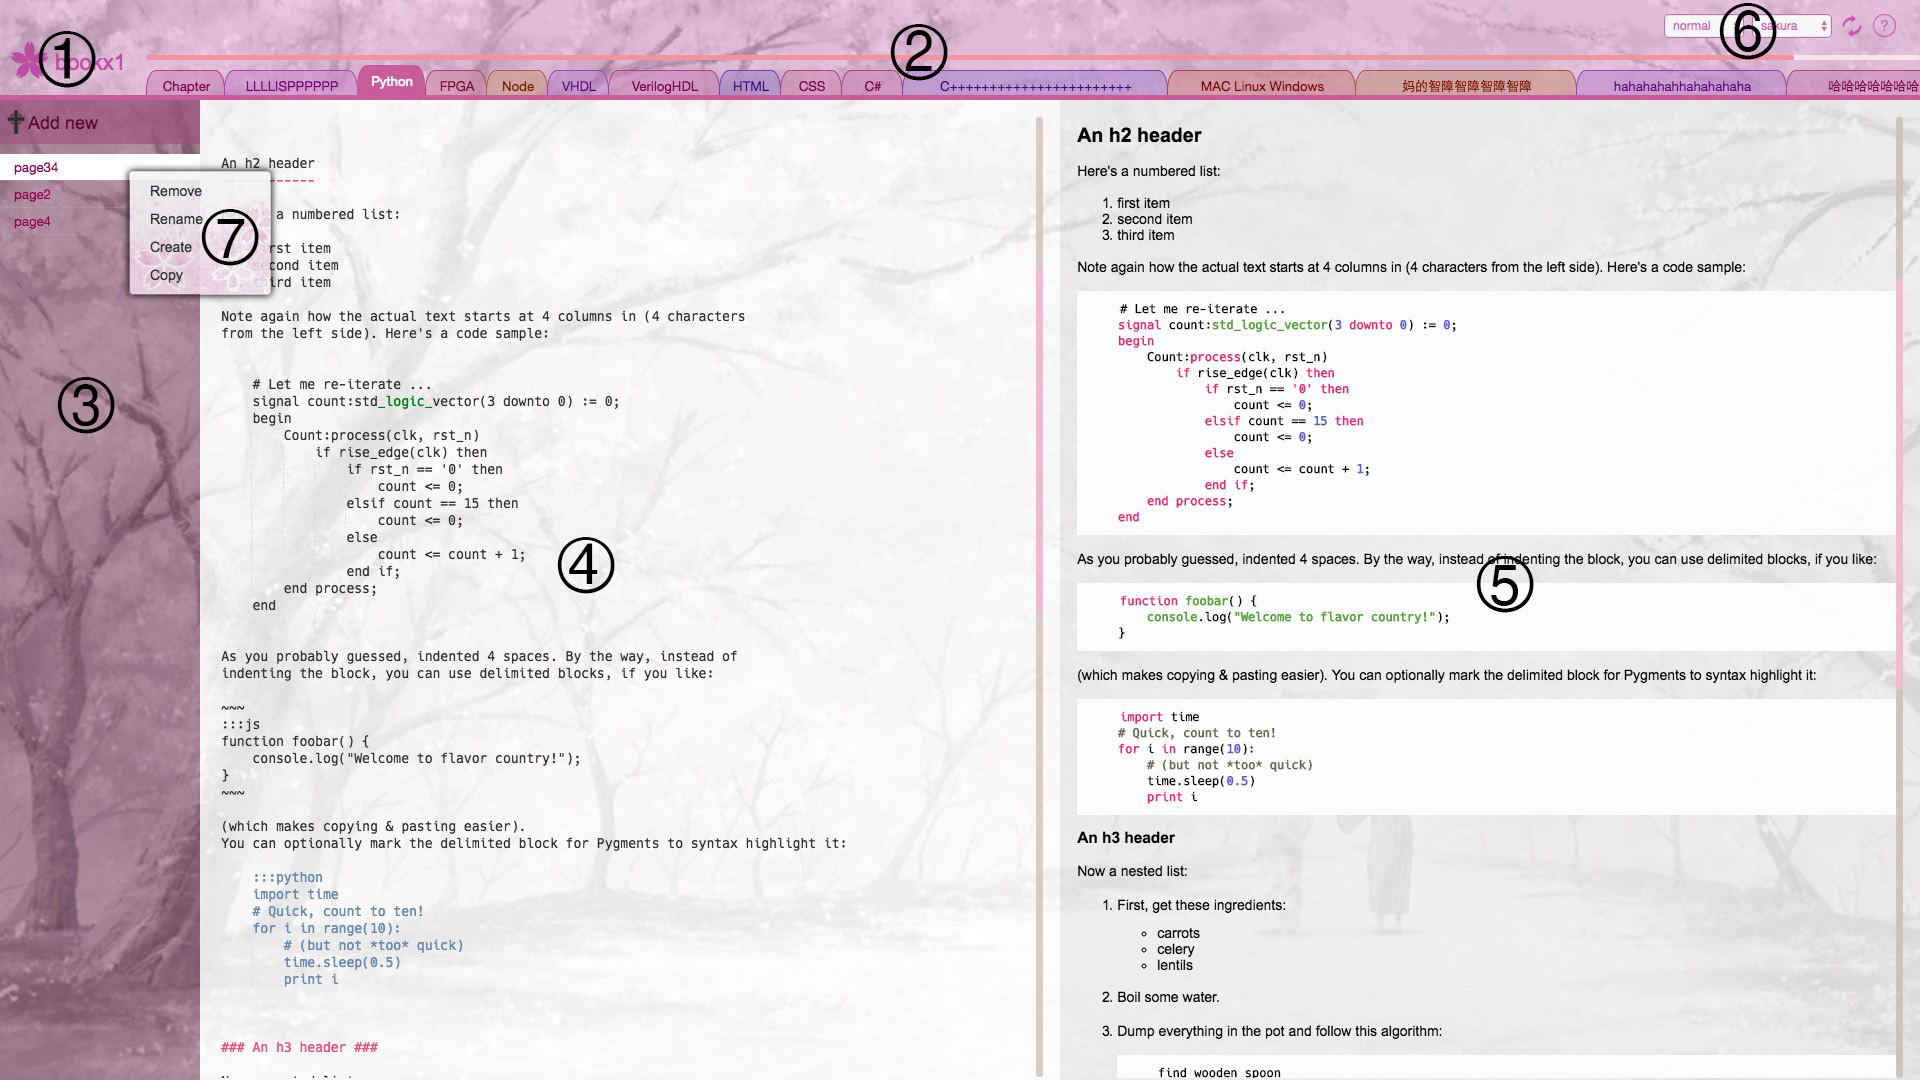 normal
sakura
?
⑥
①
bookx1
②
Chapter
LLLLISPPPPPP
Python
FPGA
Node
VHDL
VerilogHDL
HTML
CSS
C#
C+++++++++++++++++++++++
MAC Linux Windows
妈的智障智障智障智障
hahahahahhahahahaha
哈哈哈哈哈哈哈
Add new
page34
page2
page4
③
Remove
Rename
Create
Copy
⑦
An h2 header
a numbered list:
rst item
second item
third item
Note again how the actual text starts at 4 columns in (4 characters
from the left side). Here's a code sample:
# Let me re-iterate ...
signal count:std_logic_vector(3 downto 0) := 0;
begin
Count:process(clk, rst_n)
if rise_edge(clk) then
if rst_n == '0' then
count <= 0;
elsif count == 15 then
count <= 0;
else
count <= count + 1;
end if;
end process;
end
④
As you probably guessed, indented 4 spaces. By the way, instead of
indenting the block, you can use delimited blocks, if you like:
~~~
:::js
function foobar() {
console.log("Welcome to flavor country!");
}
~~~
(which makes copying & pasting easier).
You can optionally mark the delimited block for Pygments to syntax highlight it:
:::python
import time
# Quick, count to ten!
for i in range(10):
# (but not *too* quick)
time.sleep(0.5)
print i
### An h3 header ###
An h2 header
Here's a numbered list:
1. first item
2. second item
3. third item
Note again how the actual text starts at 4 columns in (4 characters from the left side). Here's a code sample:
# Let me re-iterate ...
signal count:std_logic_vector(3 downto 0) := 0;
begin
Count:process(clk, rst_n)
if rise_edge(clk) then
if rst_n == '0' then
count <= 0;
elsif count == 15 then
count <= 0;
else
count <= count + 1;
end if;
end process;
end
As you probably guessed, indented 4 spaces. By the way, instead of indenting the block, you can use delimited blocks, if you like:
⑤
function foobar() {
console.log("Welcome to flavor country!");
}
(which makes copying & pasting easier). You can optionally mark the delimited block for Pygments to syntax highlight it:
import time
# Quick, count to ten!
for i in range(10):
# (but not *too* quick)
time.sleep(0.5)
print i
An h3 header
Now a nested list:
1. First, get these ingredients:
carrots
celery
lentils
2. Boil some water.
3. Dump everything in the pot and follow this algorithm:
find wooden spoon